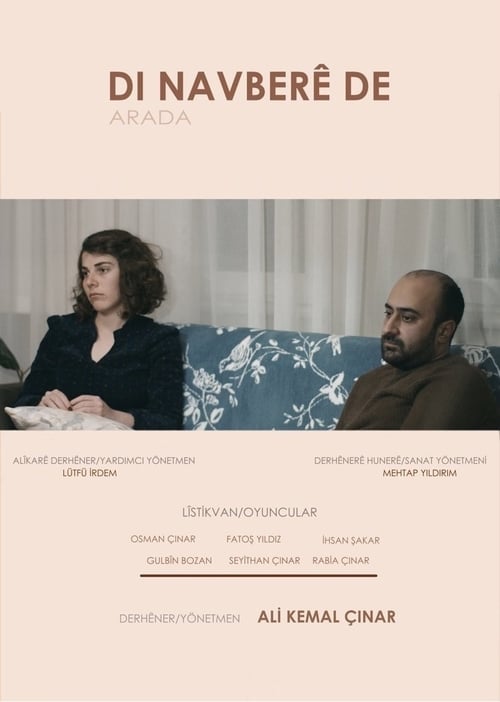 DI NAVBERÊ DE
ARADA
ALÎKARÊ DERHÊNER/YARDIMCI YÖNETMEN
LÜTFÜ İRDEM
DERHÊNERÊ HUNERÊ/SANAT YÖNETMENİ
MEHTAP YILDIRIM
LÎSTIKVAN/OYUNCULAR
OSMAN ÇINAR FATOŞ YILDIZ İHSAN ŞAKAR
GULBÎN BOZAN SEYİTHAN ÇINAR RABİA ÇINAR
DERHÊNER/YÖNETMEN ALİ KEMAL ÇINAR